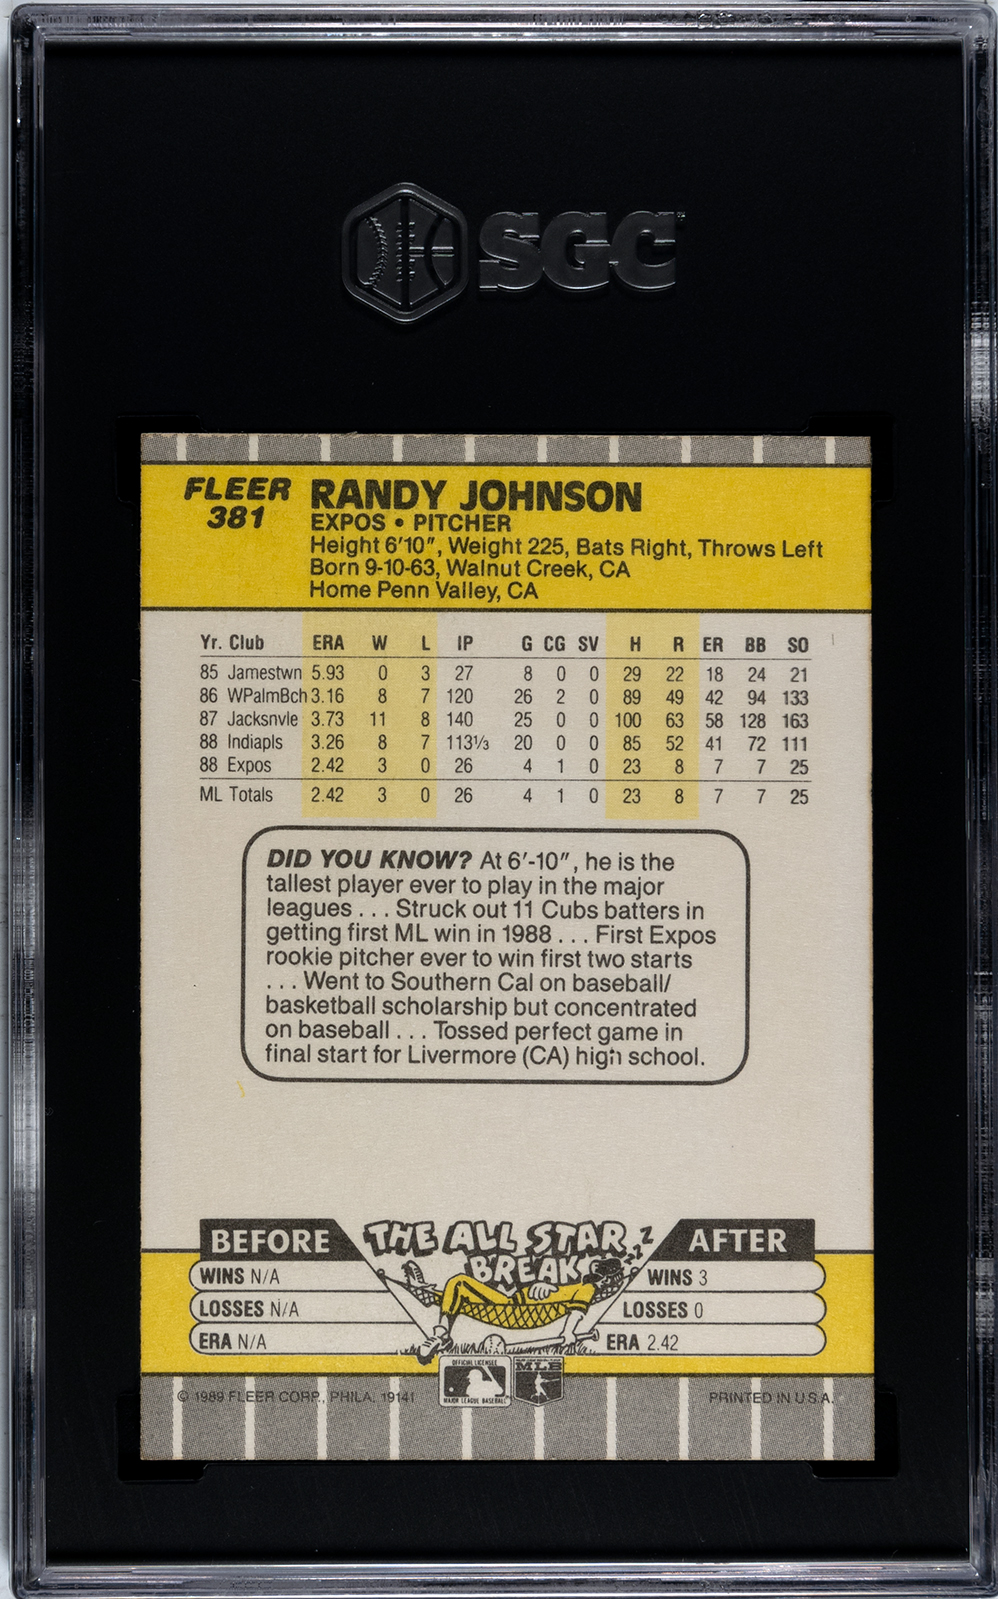 SGC
FLEER
381
RANDY JOHNSON
EXPOS • PITCHER
Height 6'10", Weight 225, Bats Right, Throws Left
Born 9-10-63, Walnut Creek, CA
Home Penn Valley, CA
Yr. Club ERA W L IP G CG SV H R ER BB SO
85 Jamestwn 5.93 0 3 27 8 0 0 29 22 18 24 21
86 WPalmBch 3.16 8 7 120 26 2 0 89 49 42 94 133
87 Jacksnvle 3.73 11 8 140 25 0 0 100 63 58 128 163
88 Indiapls 3.26 8 7 113⅓ 20 0 0 85 52 41 72 111
88 Expos 2.42 3 0 26 4 1 0 23 8 7 7 25
ML Totals 2.42 3 0 26 4 1 0 23 8 7 7 25
DID YOU KNOW? At 6'-10", he is the
tallest player ever to play in the major
leagues . . . Struck out 11 Cubs batters in
getting first ML win in 1988 . . . First Expos
rookie pitcher ever to win first two starts
. . . Went to Southern Cal on baseball/
basketball scholarship but concentrated
on baseball . . . Tossed perfect game in
final start for Livermore (CA) high school.
BEFORE THE ALL STAR BREAK AFTER
WINS N/A WINS 3
LOSSES N/A LOSSES 0
ERA N/A ERA 2.42
OFFICIAL LICENSEE
MAJOR LEAGUE BASEBALL
MLB
© 1989 FLEER CORP., PHILA. 19141 PRINTED IN U.S.A.